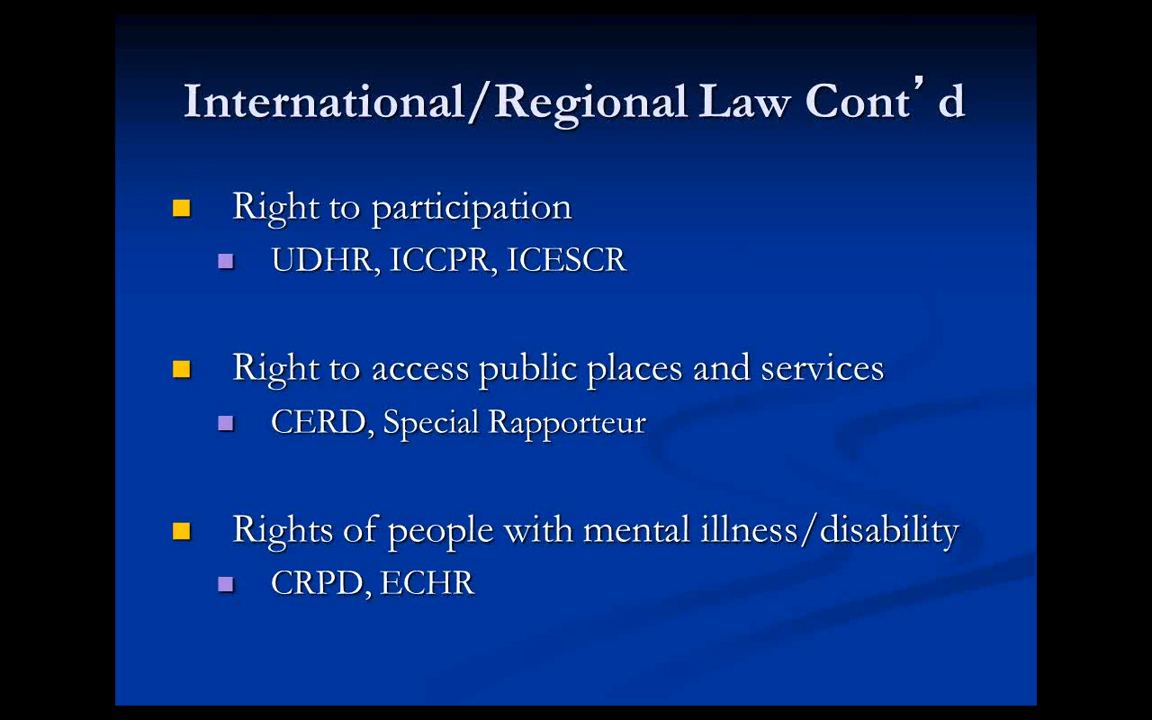 International/Regional Law Cont’ d
Right to participation
UDHR, ICCPR, ICESCR
Right to access public places and services
CERD, Special Rapporteur
Rights of people with mental illness/disability
CRPD, ECHR